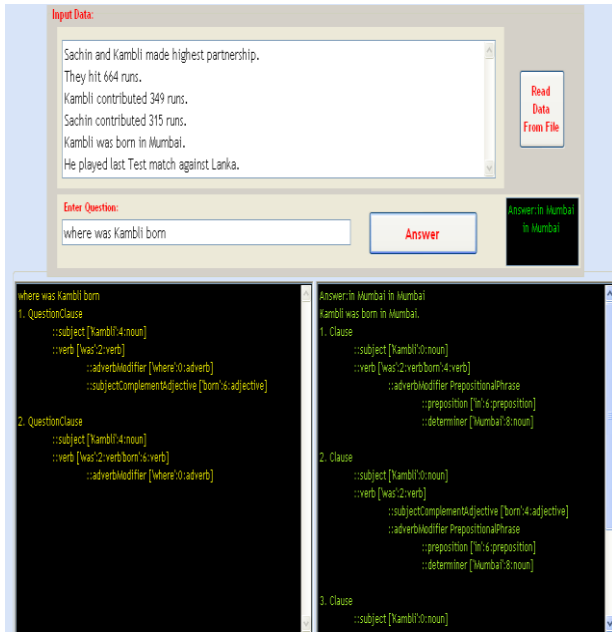 Input Data:
Sachin and Kambli made highest partnership.
They hit 664 runs.
Kambli contributed 349 runs.
Sachin contributed 315 runs.
Kambli was born in Mumbai.
He played last Test match against Lanka.
Read
Data
From File
Enter Question:
where was Kambli born
Answer
Answer:in Mumbai
in Mumbai
where was Kambli born
1. QuestionClause
::subject ['Kambli':4:noun]
::verb ['was':2:verb]
::adverbModifier ['where':0:adverb]
::subjectComplementAdjective ['born':6:adjective]
2. QuestionClause
::subject ['Kambli':4:noun]
::verb ['was':2:verb'born':6:verb]
::adverbModifier ['where':0:adverb]
Answer:in Mumbai in Mumbai
Kambli was born in Mumbai.
1. Clause
::subject ['Kambli':0:noun]
::verb ['was':2:verb'born':4:verb]
::adverbModifier PrepositionalPhrase
::preposition ['in':6:preposition]
::determiner ['Mumbai':8:noun]
2. Clause
::subject ['Kambli':0:noun]
::verb ['was':2:verb]
::subjectComplementAdjective ['born':4:adjective]
::adverbModifier PrepositionalPhrase
::preposition ['in':6:preposition]
::determiner ['Mumbai':8:noun]
3. Clause
::subject ['Kambli':0:noun]